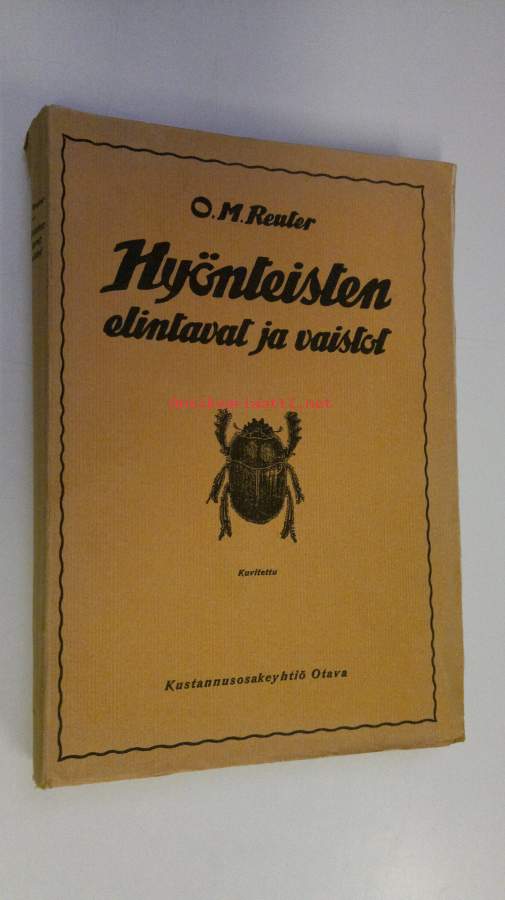 O.M. Reuter
Hyönteisten
elintavat ja vaistot
Kuvitettu
Kustannusosakeyhtiö Otava